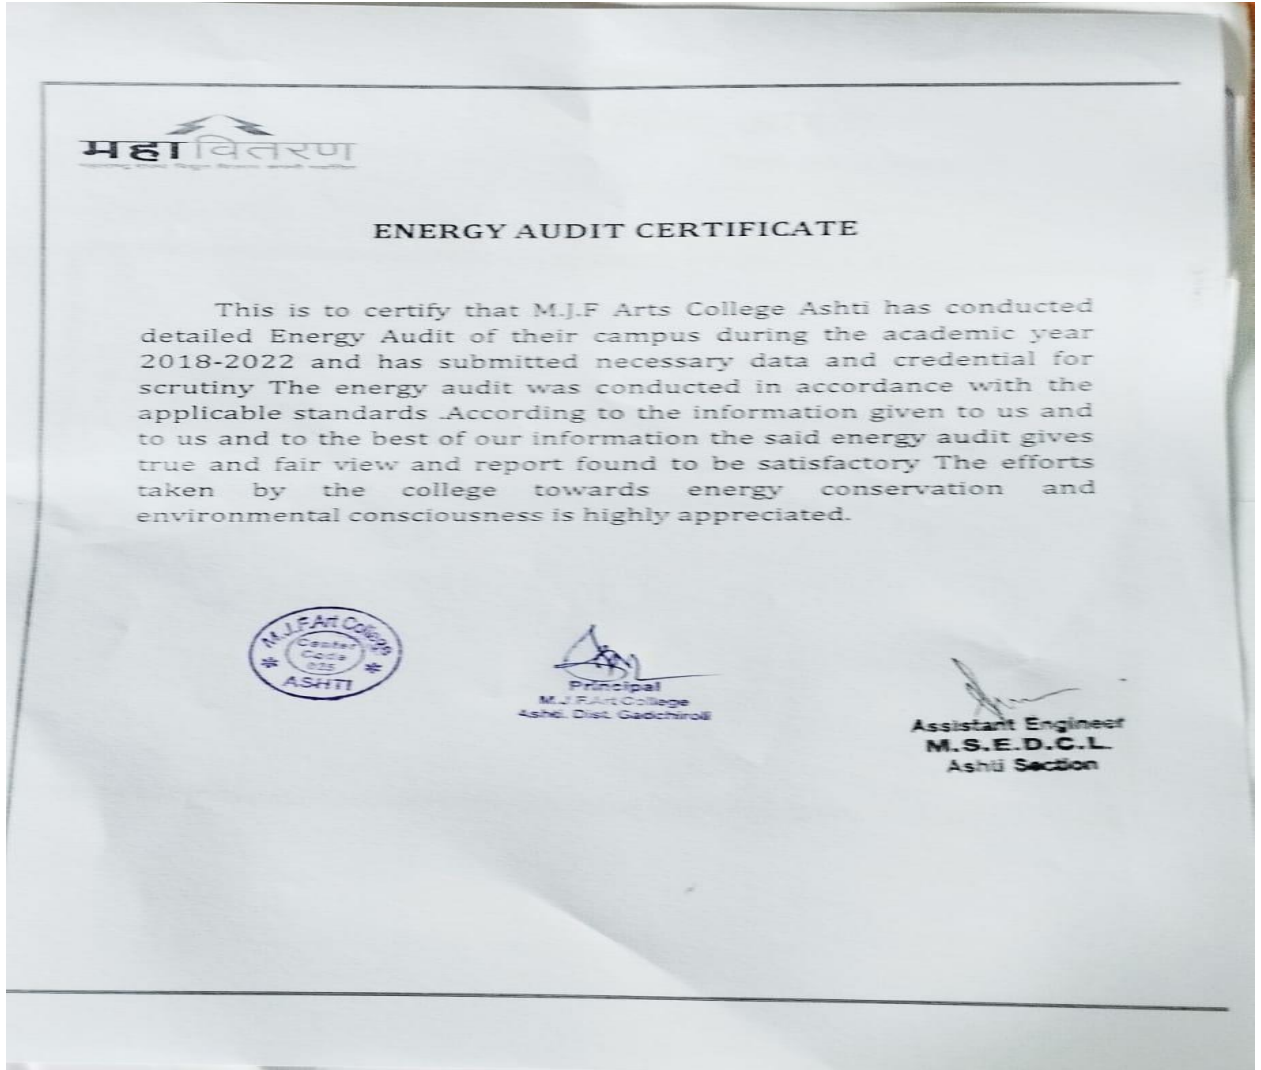 महावितरण
ENERGY AUDIT CERTIFICATE
This is to certify that M.J.F Arts College Ashti has conducted
detailed Energy Audit of their campus during the academic year
2018-2022 and has submitted necessary data and credential for
scrutiny The energy audit was conducted in accordance with the
applicable standards .According to the information given to us and
to us and to the best of our information the said energy audit gives
true and fair view and report found to be satisfactory The efforts
taken by the college towards energy conservation and
environmental consciousness is highly appreciated.
M.J.F.Art College
Center
Code
ASHTI
Principal
M.J.F.Art College
Ashti. Dist. Gadchiroli
Assistant Engineer
M.S.E.D.C.L.
Ashti Section